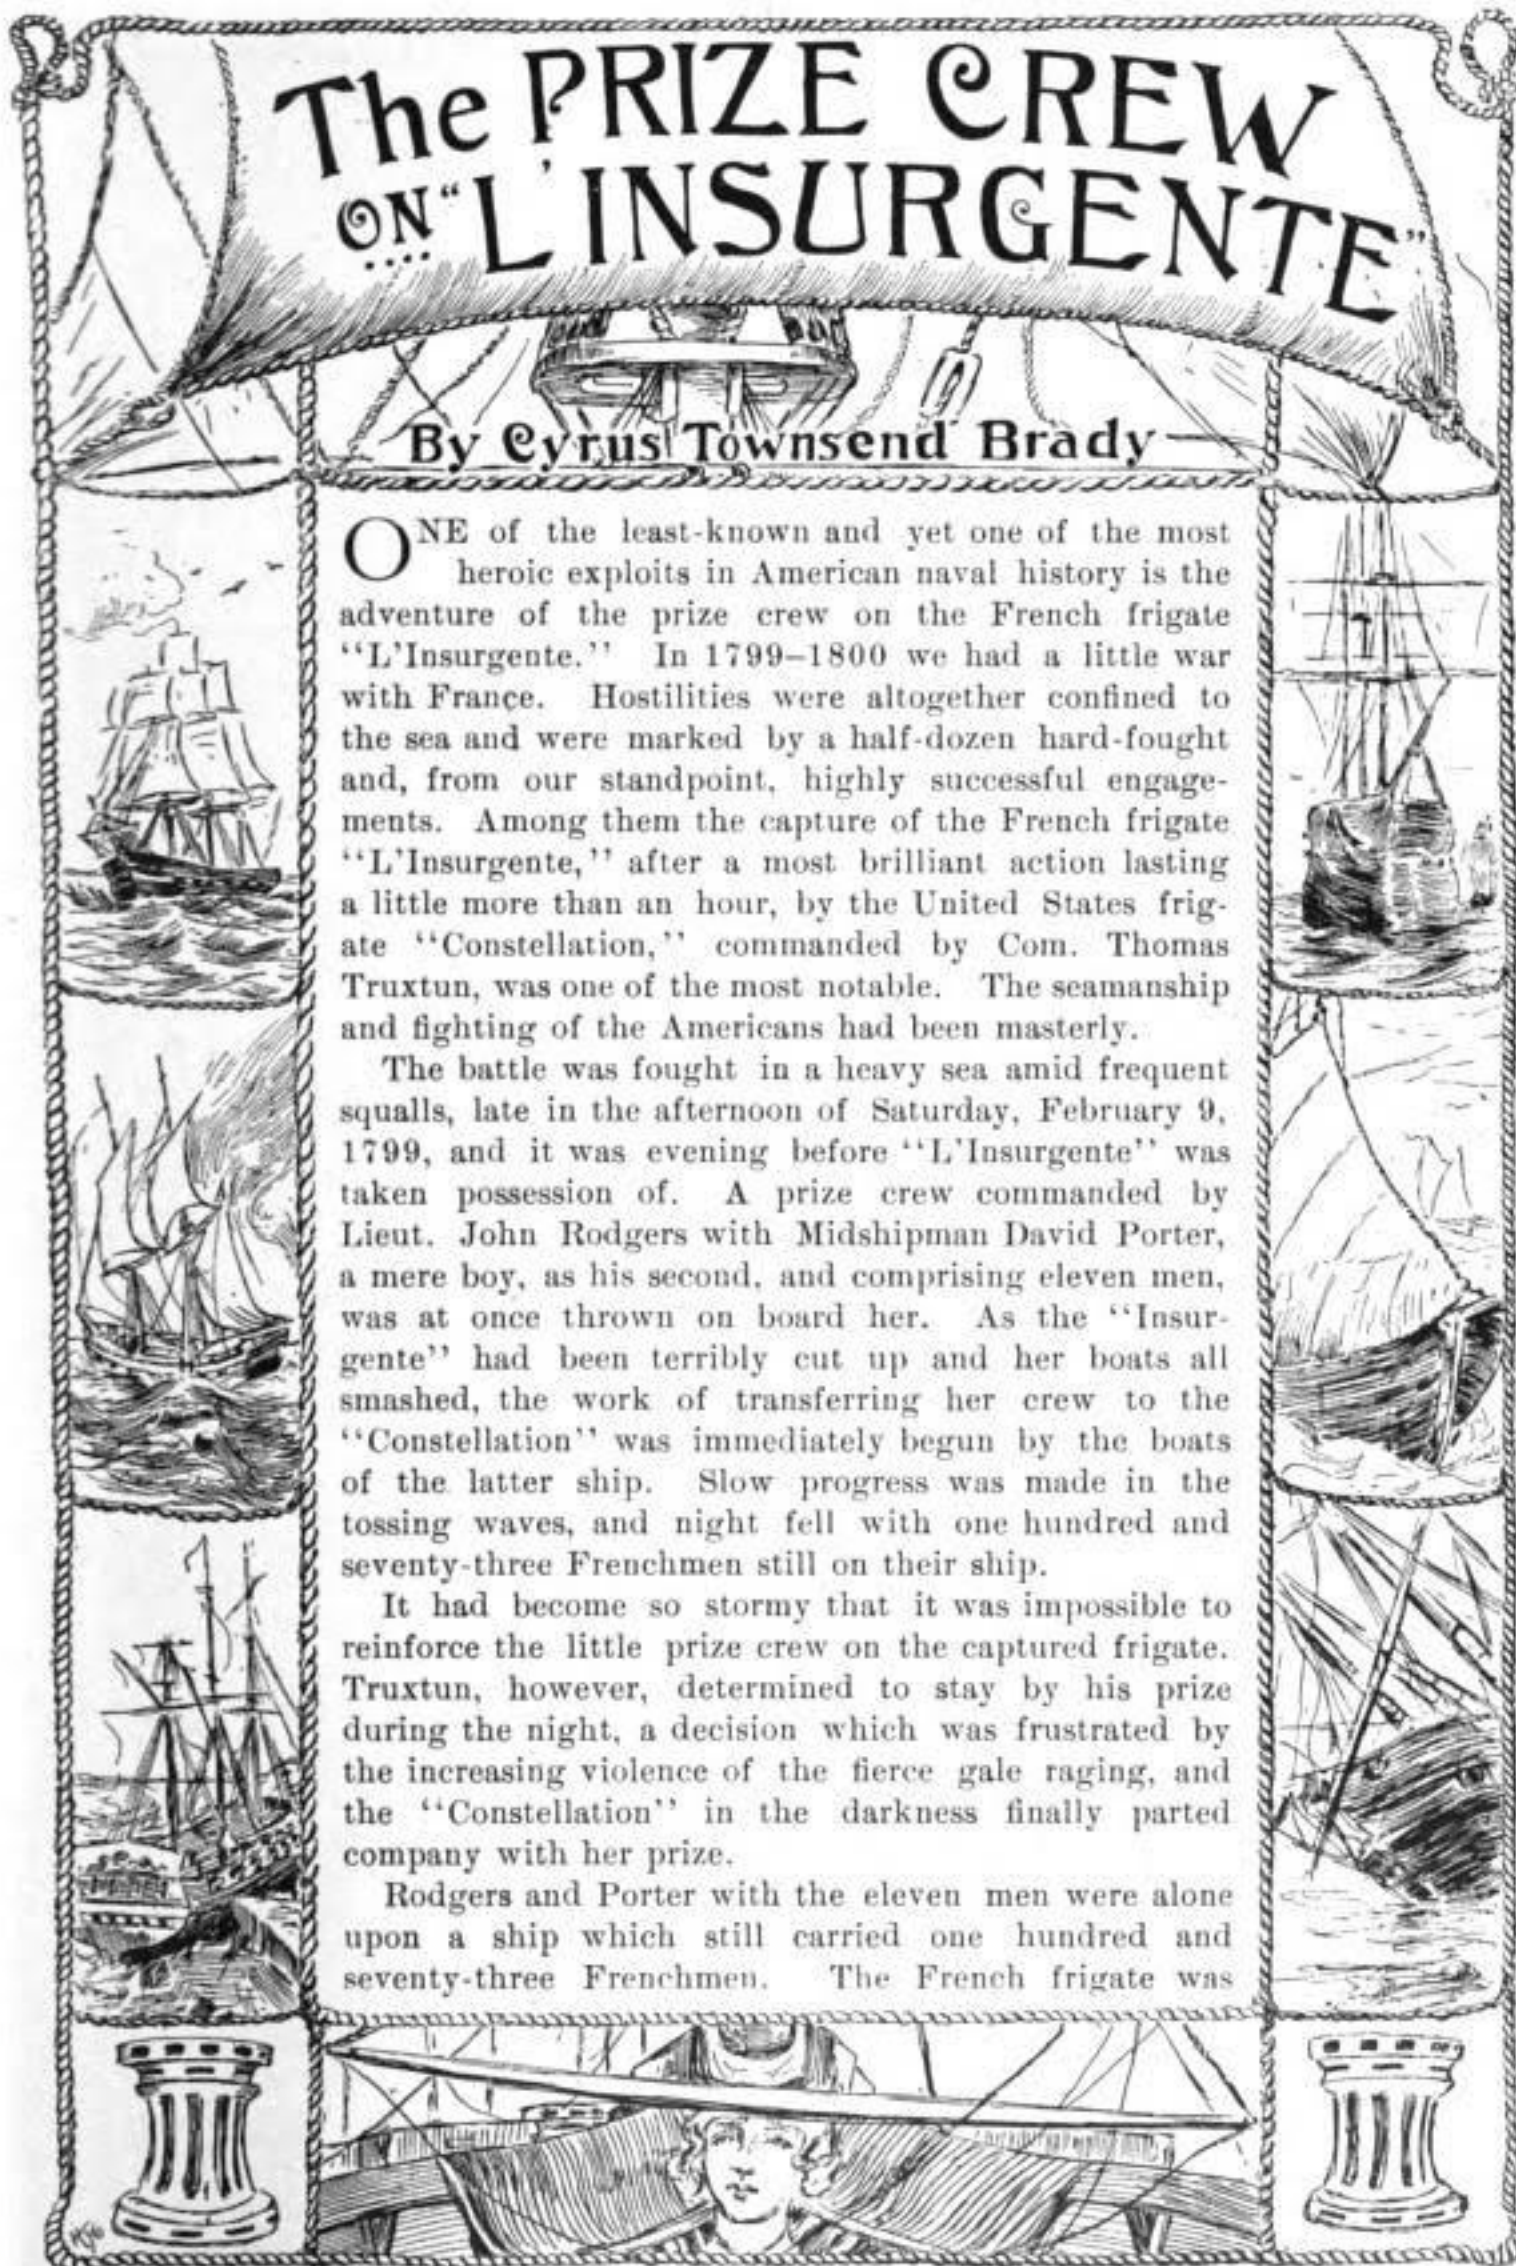 The PRIZE CREW
ON "L'INSURGENTE"
By Cyrus Townsend Brady
ONE of the least-known and yet one of the most
heroic exploits in American naval history is the
adventure of the prize crew on the French frigate
"L'Insurgente." In 1799–1800 we had a little war
with France. Hostilities were altogether confined to
the sea and were marked by a half-dozen hard-fought
and, from our standpoint, highly successful engage-
ments. Among them the capture of the French frigate
"L'Insurgente," after a most brilliant action lasting
a little more than an hour, by the United States frig-
ate "Constellation," commanded by Com. Thomas
Truxtun, was one of the most notable. The seamanship
and fighting of the Americans had been masterly.
The battle was fought in a heavy sea amid frequent
squalls, late in the afternoon of Saturday, February 9,
1799, and it was evening before "L'Insurgente" was
taken possession of. A prize crew commanded by
Lieut. John Rodgers with Midshipman David Porter,
a mere boy, as his second, and comprising eleven men,
was at once thrown on board her. As the "Insur-
gente" had been terribly cut up and her boats all
smashed, the work of transferring her crew to the
"Constellation" was immediately begun by the boats
of the latter ship. Slow progress was made in the
tossing waves, and night fell with one hundred and
seventy-three Frenchmen still on their ship.
It had become so stormy that it was impossible to
reinforce the little prize crew on the captured frigate.
Truxtun, however, determined to stay by his prize
during the night, a decision which was frustrated by
the increasing violence of the fierce gale raging, and
the "Constellation" in the darkness finally parted
company with her prize.
Rodgers and Porter with the eleven men were alone
upon a ship which still carried one hundred and
seventy-three Frenchmen. The French frigate was